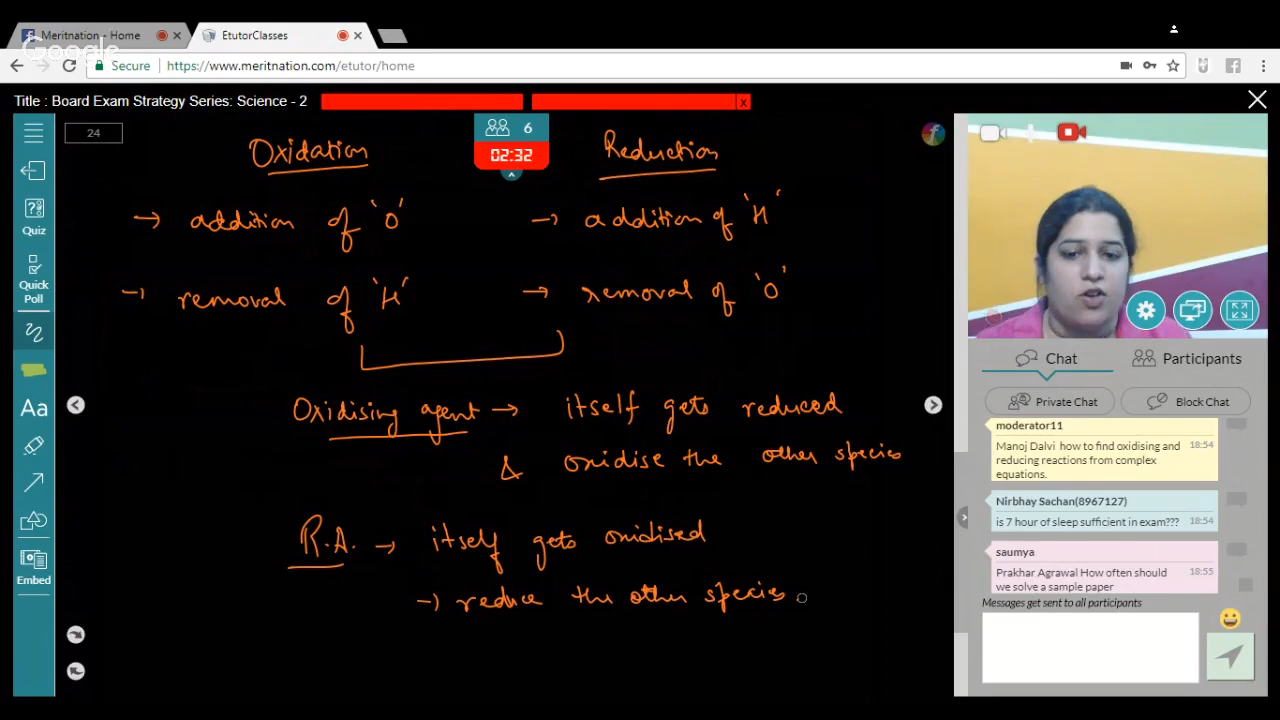 Meritnation - Home
EtutorClasses
Google
Secure https://www.meritnation.com/etutor/home
Title : Board Exam Strategy Series: Science - 2
x
24
6
02:32
Quiz
Quick
Poll
Aa
Embed
Oxidation
→ addition of 'O'
→ removal of 'H'
Reduction
→ addition of 'H'
→ removal of 'O'
Oxidising agent → itself gets reduced
& oxidise the other species
R.A. → itself gets oxidised
→ reduce the other species
Chat
Participants
Private Chat
Block Chat
moderator11
Manoj Dalvi how to find oxidising and 18:54
reducing reactions from complex
equations.
Nirbhay Sachan(8967127)
is 7 hour of sleep sufficient in exam??? 18:54
saumya
Prakhar Agrawal How often should 18:55
we solve a sample paper
Messages get sent to all participants